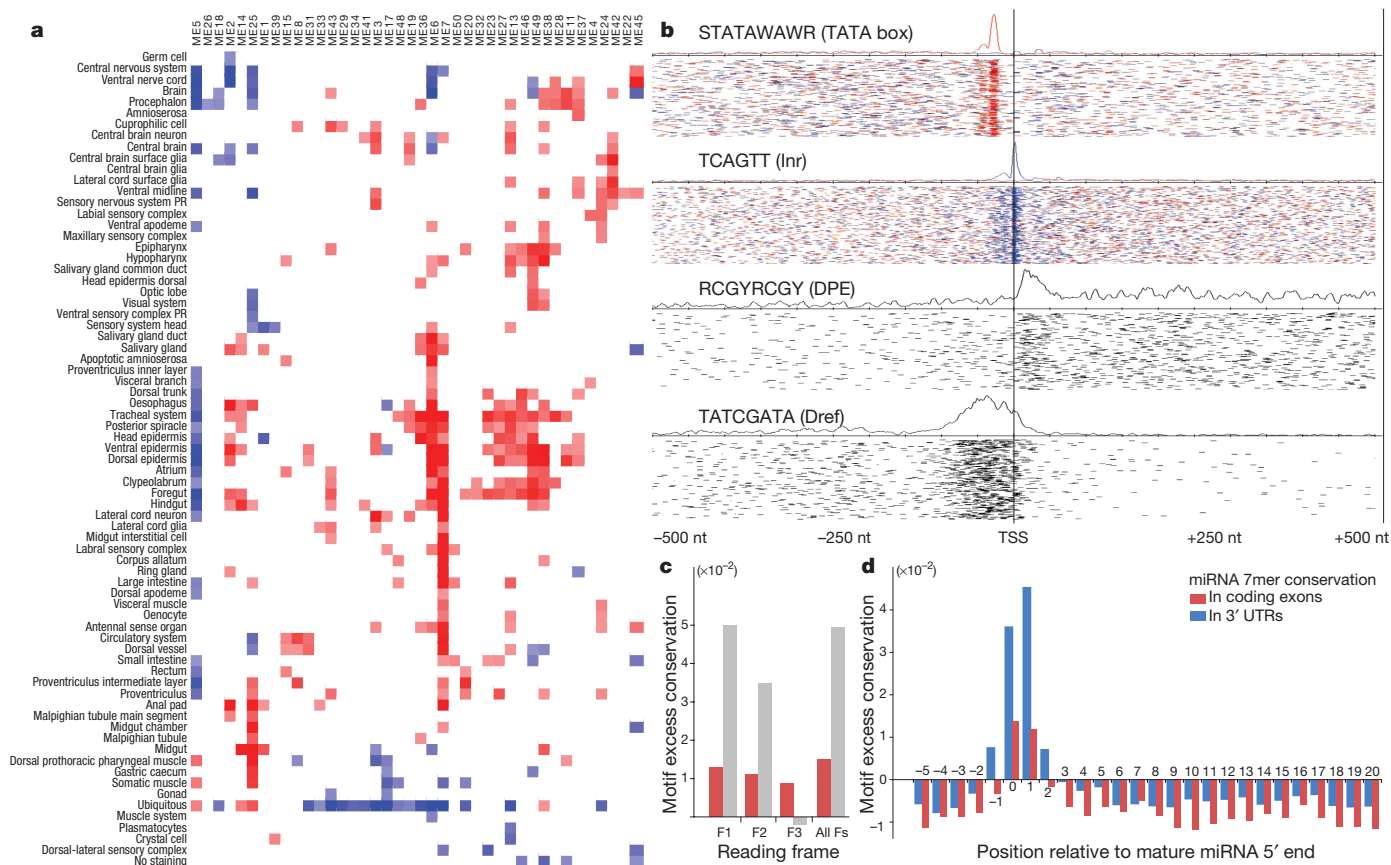 a
ME5 ME26 ME18 ME2 ME14 ME25 ME1 ME39 ME15 ME8 ME31 ME33 ME43 ME29 ME34 ME41 ME3 ME17 ME48 ME19 ME36 ME6 ME7 ME50 ME20 ME32 ME23 ME27 ME13 ME46 ME49 ME38 ME28 ME11 ME37 ME4 ME24 ME42 ME22 ME45
Germ cell
Central nervous system
Ventral nerve cord
Brain
Procephalon
Amnioserosa
Cuprophilic cell
Central brain neuron
Central brain
Central brain surface glia
Central brain glia
Lateral cord surface glia
Ventral midline
Sensory nervous system PR
Labial sensory complex
Ventral apodeme
Maxillary sensory complex
Epipharynx
Hypopharynx
Salivary gland common duct
Head epidermis dorsal
Optic lobe
Visual system
Ventral sensory complex PR
Sensory system head
Salivary gland duct
Salivary gland
Apoptotic amnioserosa
Proventriculus inner layer
Visceral branch
Dorsal trunk
Oesophagus
Tracheal system
Posterior spiracle
Head epidermis
Ventral epidermis
Dorsal epidermis
Atrium
Clypeolabrum
Foregut
Hindgut
Lateral cord neuron
Lateral cord glia
Midgut interstitial cell
Labral sensory complex
Corpus allatum
Ring gland
Large intestine
Dorsal apodeme
Visceral muscle
Oenocyte
Antennal sense organ
Circulatory system
Dorsal vessel
Small intestine
Rectum
Proventriculus intermediate layer
Proventriculus
Anal pad
Malpighian tubule main segment
Midgut chamber
Malpighian tubule
Midgut
Dorsal prothoracic pharyngeal muscle
Gastric caecum
Somatic muscle
Gonad
Ubiquitous
Muscle system
Plasmatocytes
Crystal cell
Dorsal-lateral sensory complex
No staining
b
STATAWAWR (TATA box)
TCAGTT (Inr)
RCGYRCGY (DPE)
TATCGATA (Dref)
−500 nt −250 nt TSS +250 nt +500 nt
c
(×10⁻²)
Motif excess conservation
5
4
3
2
1
F1 F2 F3 All Fs
Reading frame
d
(×10⁻²)
miRNA 7mer conservation
In coding exons
In 3′ UTRs
Motif excess conservation
4
3
2
1
0
−1
−5 −4 −3 −2 −1 0 1 2 3 4 5 6 7 8 9 10 11 12 13 14 15 16 17 18 19 20
Position relative to mature miRNA 5′ end